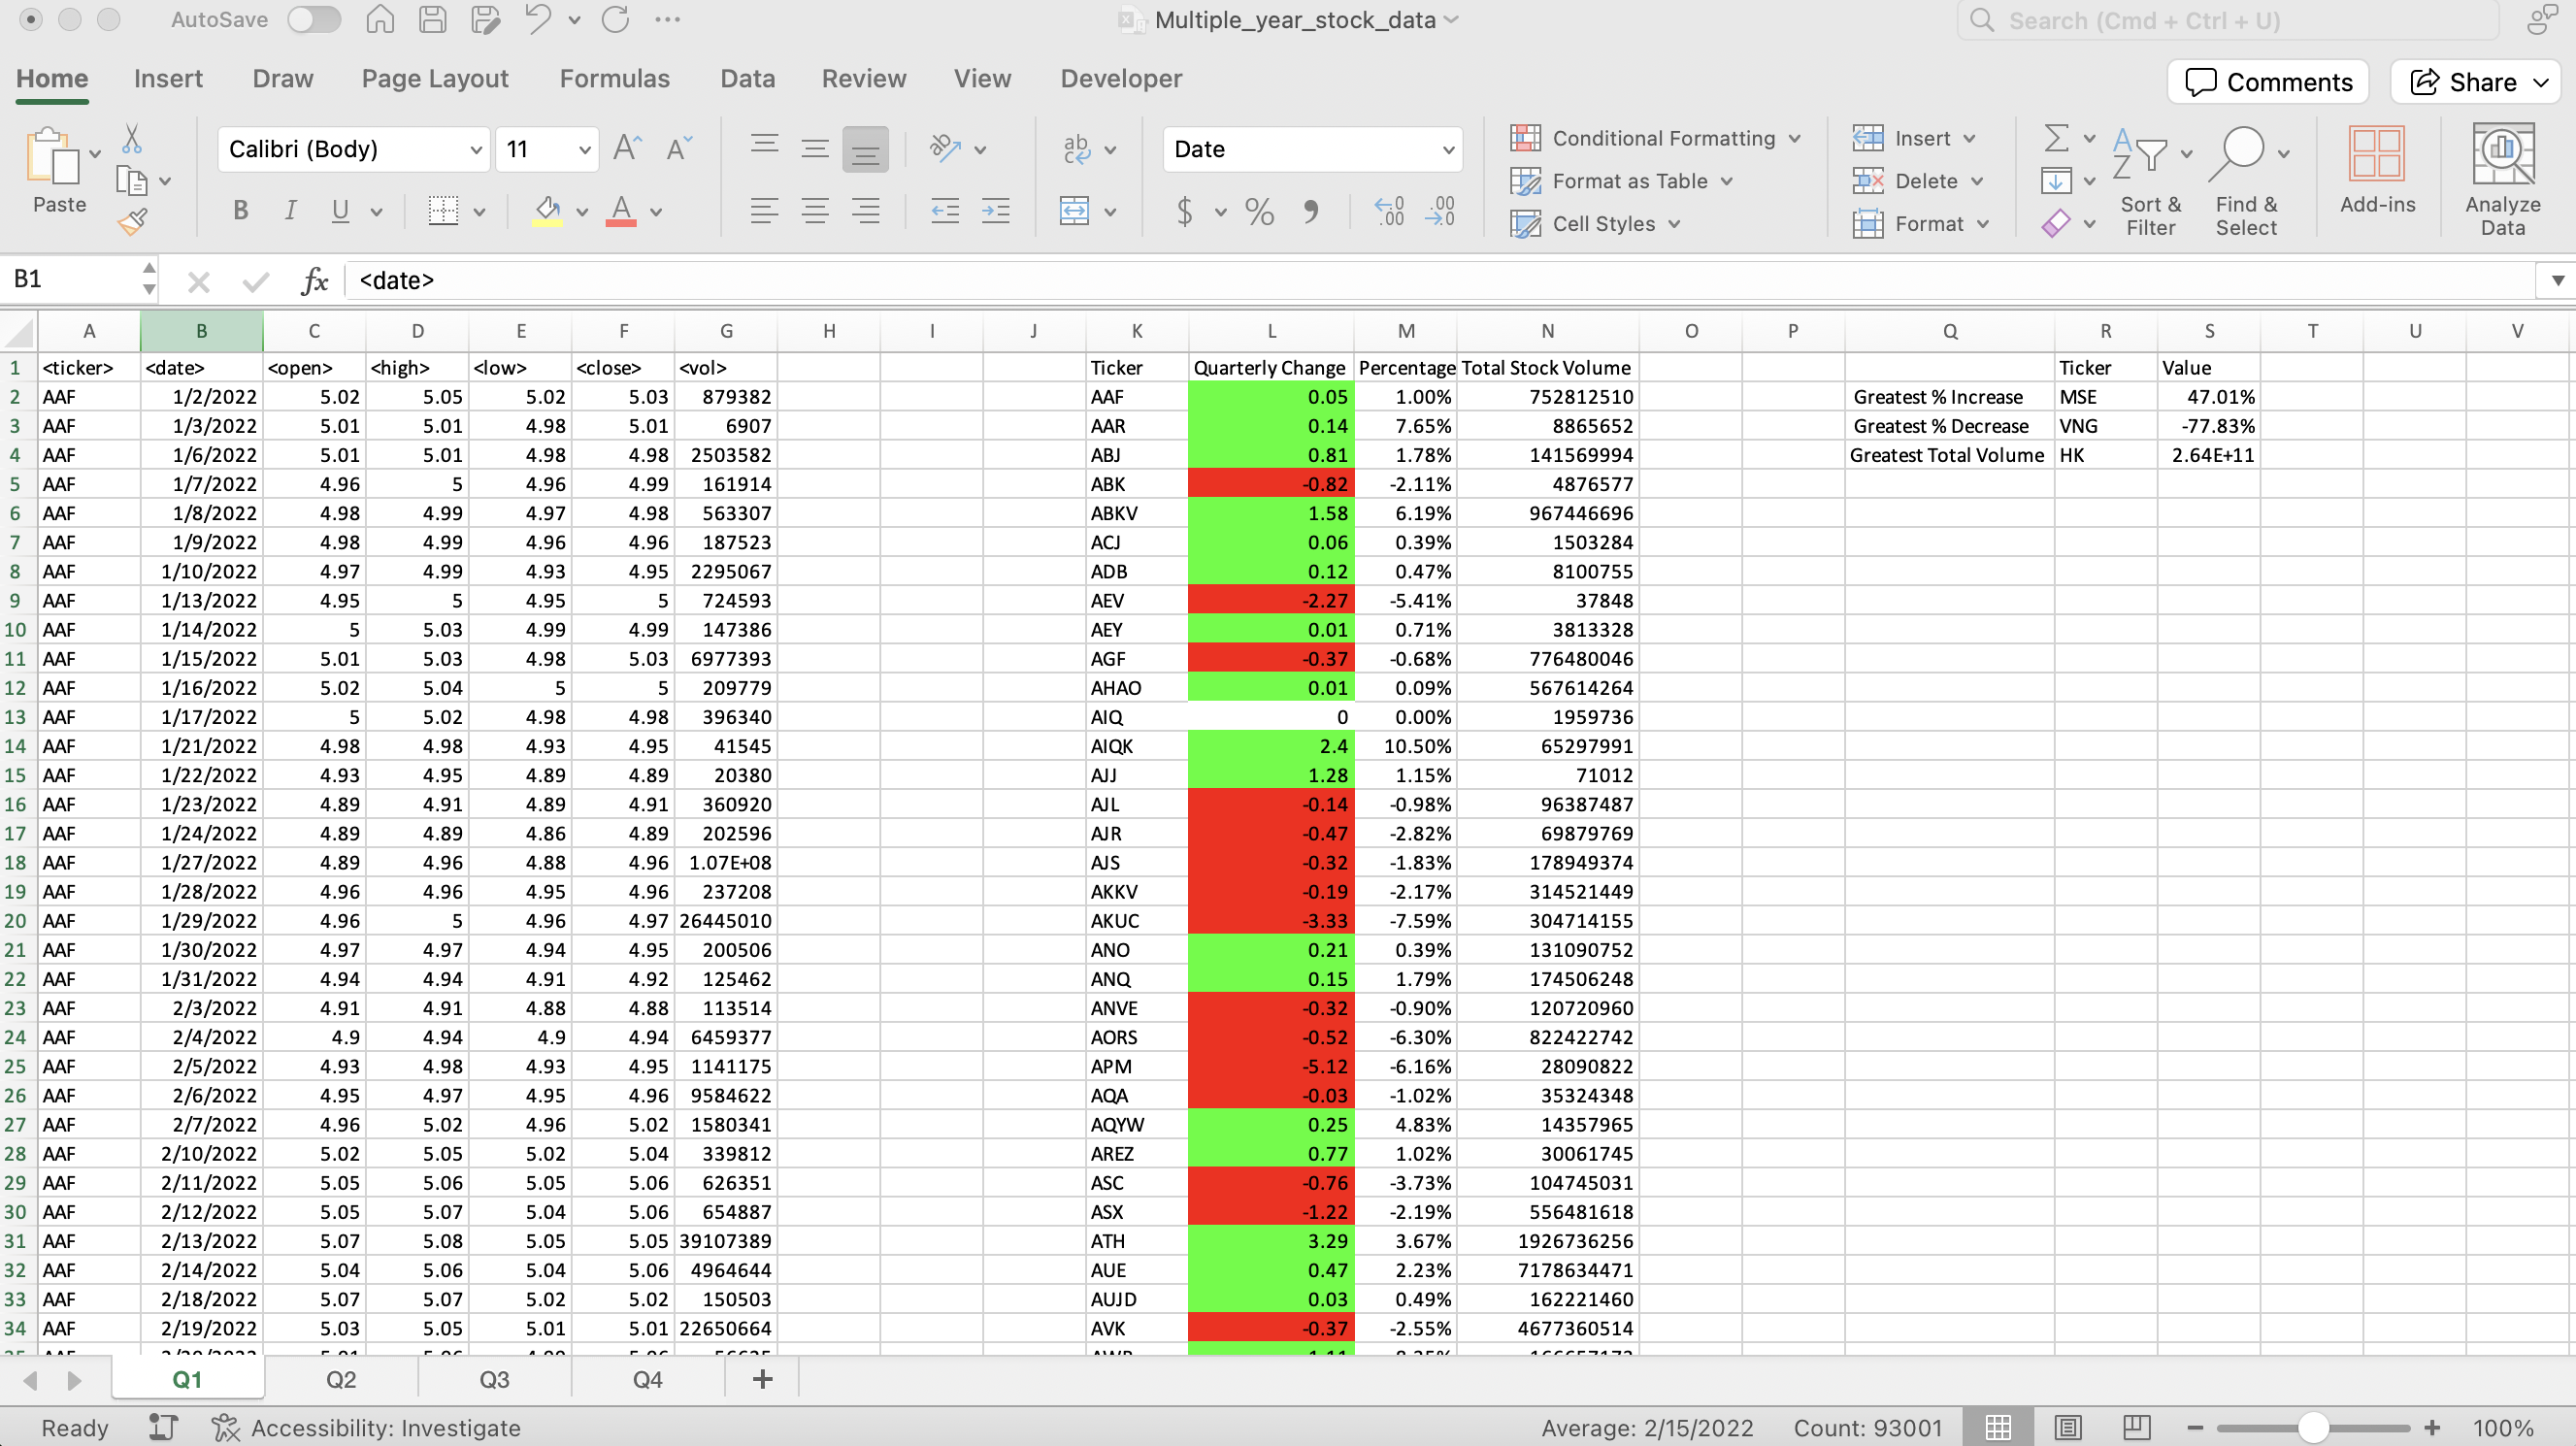 AutoSave Multiple_year_stock_data Search (Cmd + Ctrl + U)
Home Insert Draw Page Layout Formulas Data Review View Developer Comments Share
Paste Calibri (Body) 11 A A ab c Date Conditional Formatting Format as Table Cell Styles Insert Delete Format A Z Sort & Filter Find & Select Add-ins Analyze Data
B I U A $ % , .00 .0 .00 .0
B1 fx <date>
A B C D E F G H I J K L M N O P Q R S T U V
1 <ticker> <date> <open> <high> <low> <close> <vol> Ticker Quarterly Change Percentage Total Stock Volume Ticker Value
2 AAF 1/2/2022 5.02 5.05 5.02 5.03 879382 AAF 0.05 1.00% 752812510 Greatest % Increase MSE 47.01%
3 AAF 1/3/2022 5.01 5.01 4.98 5.01 6907 AAR 0.14 7.65% 8865652 Greatest % Decrease VNG -77.83%
4 AAF 1/6/2022 5.01 5.01 4.98 4.98 2503582 ABJ 0.81 1.78% 141569994 Greatest Total Volume HK 2.64E+11
5 AAF 1/7/2022 4.96 5 4.96 4.99 161914 ABK -0.82 -2.11% 4876577
6 AAF 1/8/2022 4.98 4.99 4.97 4.98 563307 ABKV 1.58 6.19% 967446696
7 AAF 1/9/2022 4.98 4.99 4.96 4.96 187523 ACJ 0.06 0.39% 1503284
8 AAF 1/10/2022 4.97 4.99 4.93 4.95 2295067 ADB 0.12 0.47% 8100755
9 AAF 1/13/2022 4.95 5 4.95 5 724593 AEV -2.27 -5.41% 37848
10 AAF 1/14/2022 5 5.03 4.99 4.99 147386 AEY 0.01 0.71% 3813328
11 AAF 1/15/2022 5.01 5.03 4.98 5.03 6977393 AGF -0.37 -0.68% 776480046
12 AAF 1/16/2022 5.02 5.04 5 5 209779 AHAO 0.01 0.09% 567614264
13 AAF 1/17/2022 5 5.02 4.98 4.98 396340 AIQ 0 0.00% 1959736
14 AAF 1/21/2022 4.98 4.98 4.93 4.95 41545 AIQK 2.4 10.50% 65297991
15 AAF 1/22/2022 4.93 4.95 4.89 4.89 20380 AJJ 1.28 1.15% 71012
16 AAF 1/23/2022 4.89 4.91 4.89 4.91 360920 AJL -0.14 -0.98% 96387487
17 AAF 1/24/2022 4.89 4.89 4.86 4.89 202596 AJR -0.47 -2.82% 69879769
18 AAF 1/27/2022 4.89 4.96 4.88 4.96 1.07E+08 AJS -0.32 -1.83% 178949374
19 AAF 1/28/2022 4.96 4.96 4.95 4.96 237208 AKKV -0.19 -2.17% 314521449
20 AAF 1/29/2022 4.96 5 4.96 4.97 26445010 AKUC -3.33 -7.59% 304714155
21 AAF 1/30/2022 4.97 4.97 4.94 4.95 200506 ANO 0.21 0.39% 131090752
22 AAF 1/31/2022 4.94 4.94 4.91 4.92 125462 ANQ 0.15 1.79% 174506248
23 AAF 2/3/2022 4.91 4.91 4.88 4.88 113514 ANVE -0.32 -0.90% 120720960
24 AAF 2/4/2022 4.9 4.94 4.9 4.94 6459377 AORS -0.52 -6.30% 822422742
25 AAF 2/5/2022 4.93 4.98 4.93 4.95 1141175 APM -5.12 -6.16% 28090822
26 AAF 2/6/2022 4.95 4.97 4.95 4.96 9584622 AQA -0.03 -1.02% 35324348
27 AAF 2/7/2022 4.96 5.02 4.96 5.02 1580341 AQYW 0.25 4.83% 14357965
28 AAF 2/10/2022 5.02 5.05 5.02 5.04 339812 AREZ 0.77 1.02% 30061745
29 AAF 2/11/2022 5.05 5.06 5.05 5.06 626351 ASC -0.76 -3.73% 104745031
30 AAF 2/12/2022 5.05 5.07 5.04 5.06 654887 ASX -1.22 -2.19% 556481618
31 AAF 2/13/2022 5.07 5.08 5.05 5.05 39107389 ATH 3.29 3.67% 1926736256
32 AAF 2/14/2022 5.04 5.06 5.04 5.06 4964644 AUE 0.47 2.23% 7178634471
33 AAF 2/18/2022 5.07 5.07 5.02 5.02 150503 AUJD 0.03 0.49% 162221460
34 AAF 2/19/2022 5.03 5.05 5.01 5.01 22650664 AVK -0.37 -2.55% 4677360514
Q1 Q2 Q3 Q4 +
Ready Accessibility: Investigate Average: 2/15/2022 Count: 93001 100%